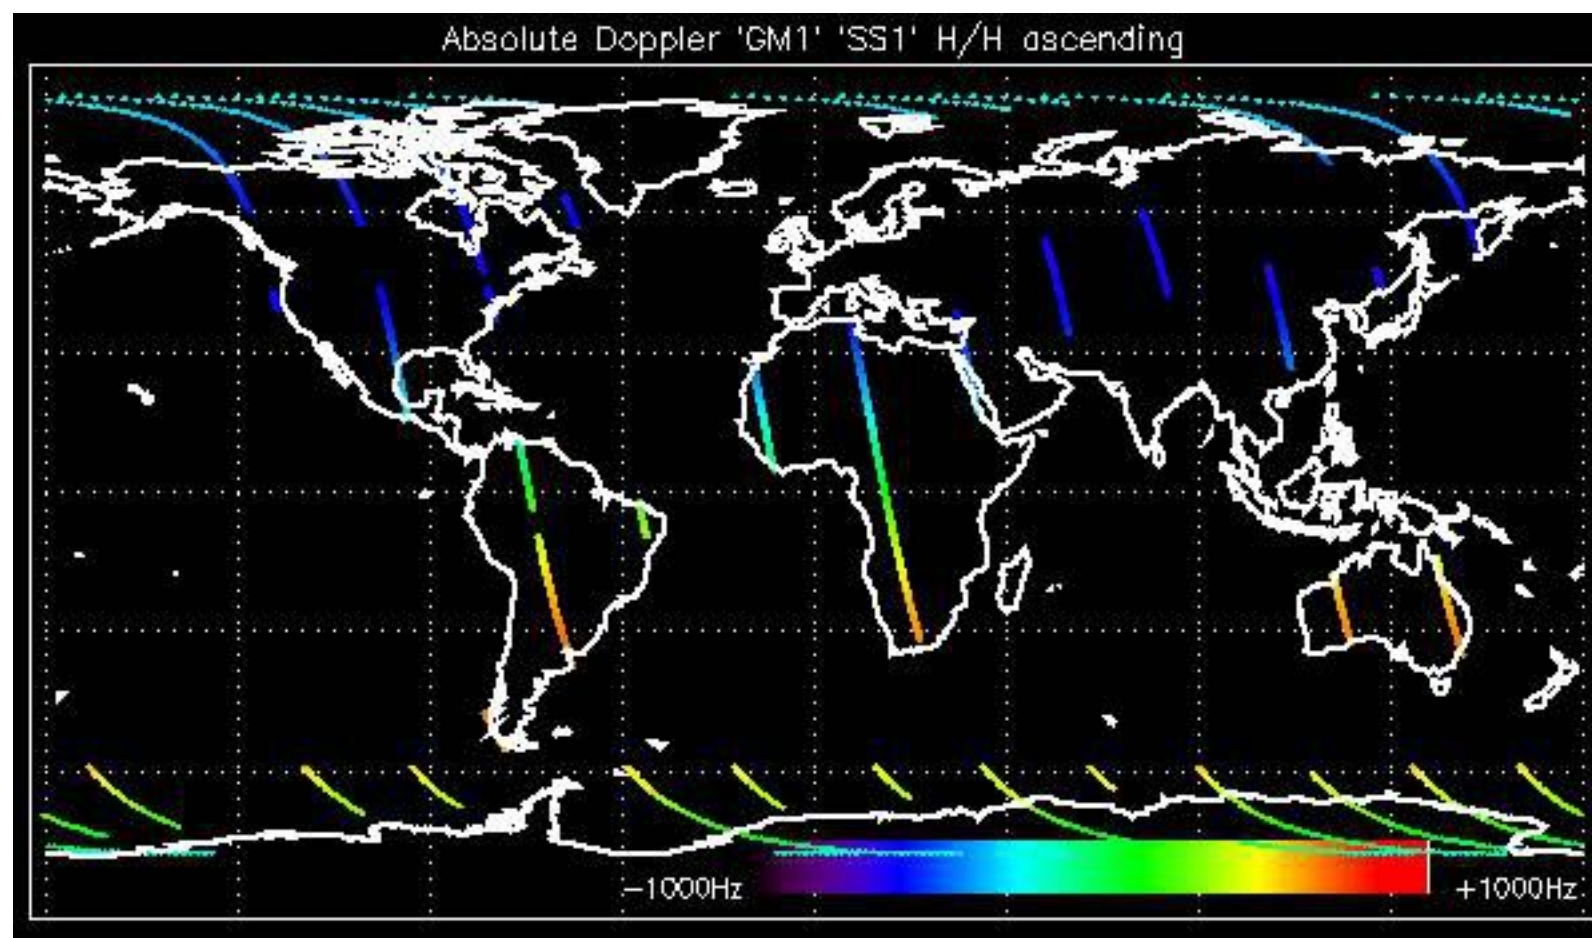 Absolute Doppler 'GM1' 'SS1' H/H ascending
-1000Hz
+1000Hz